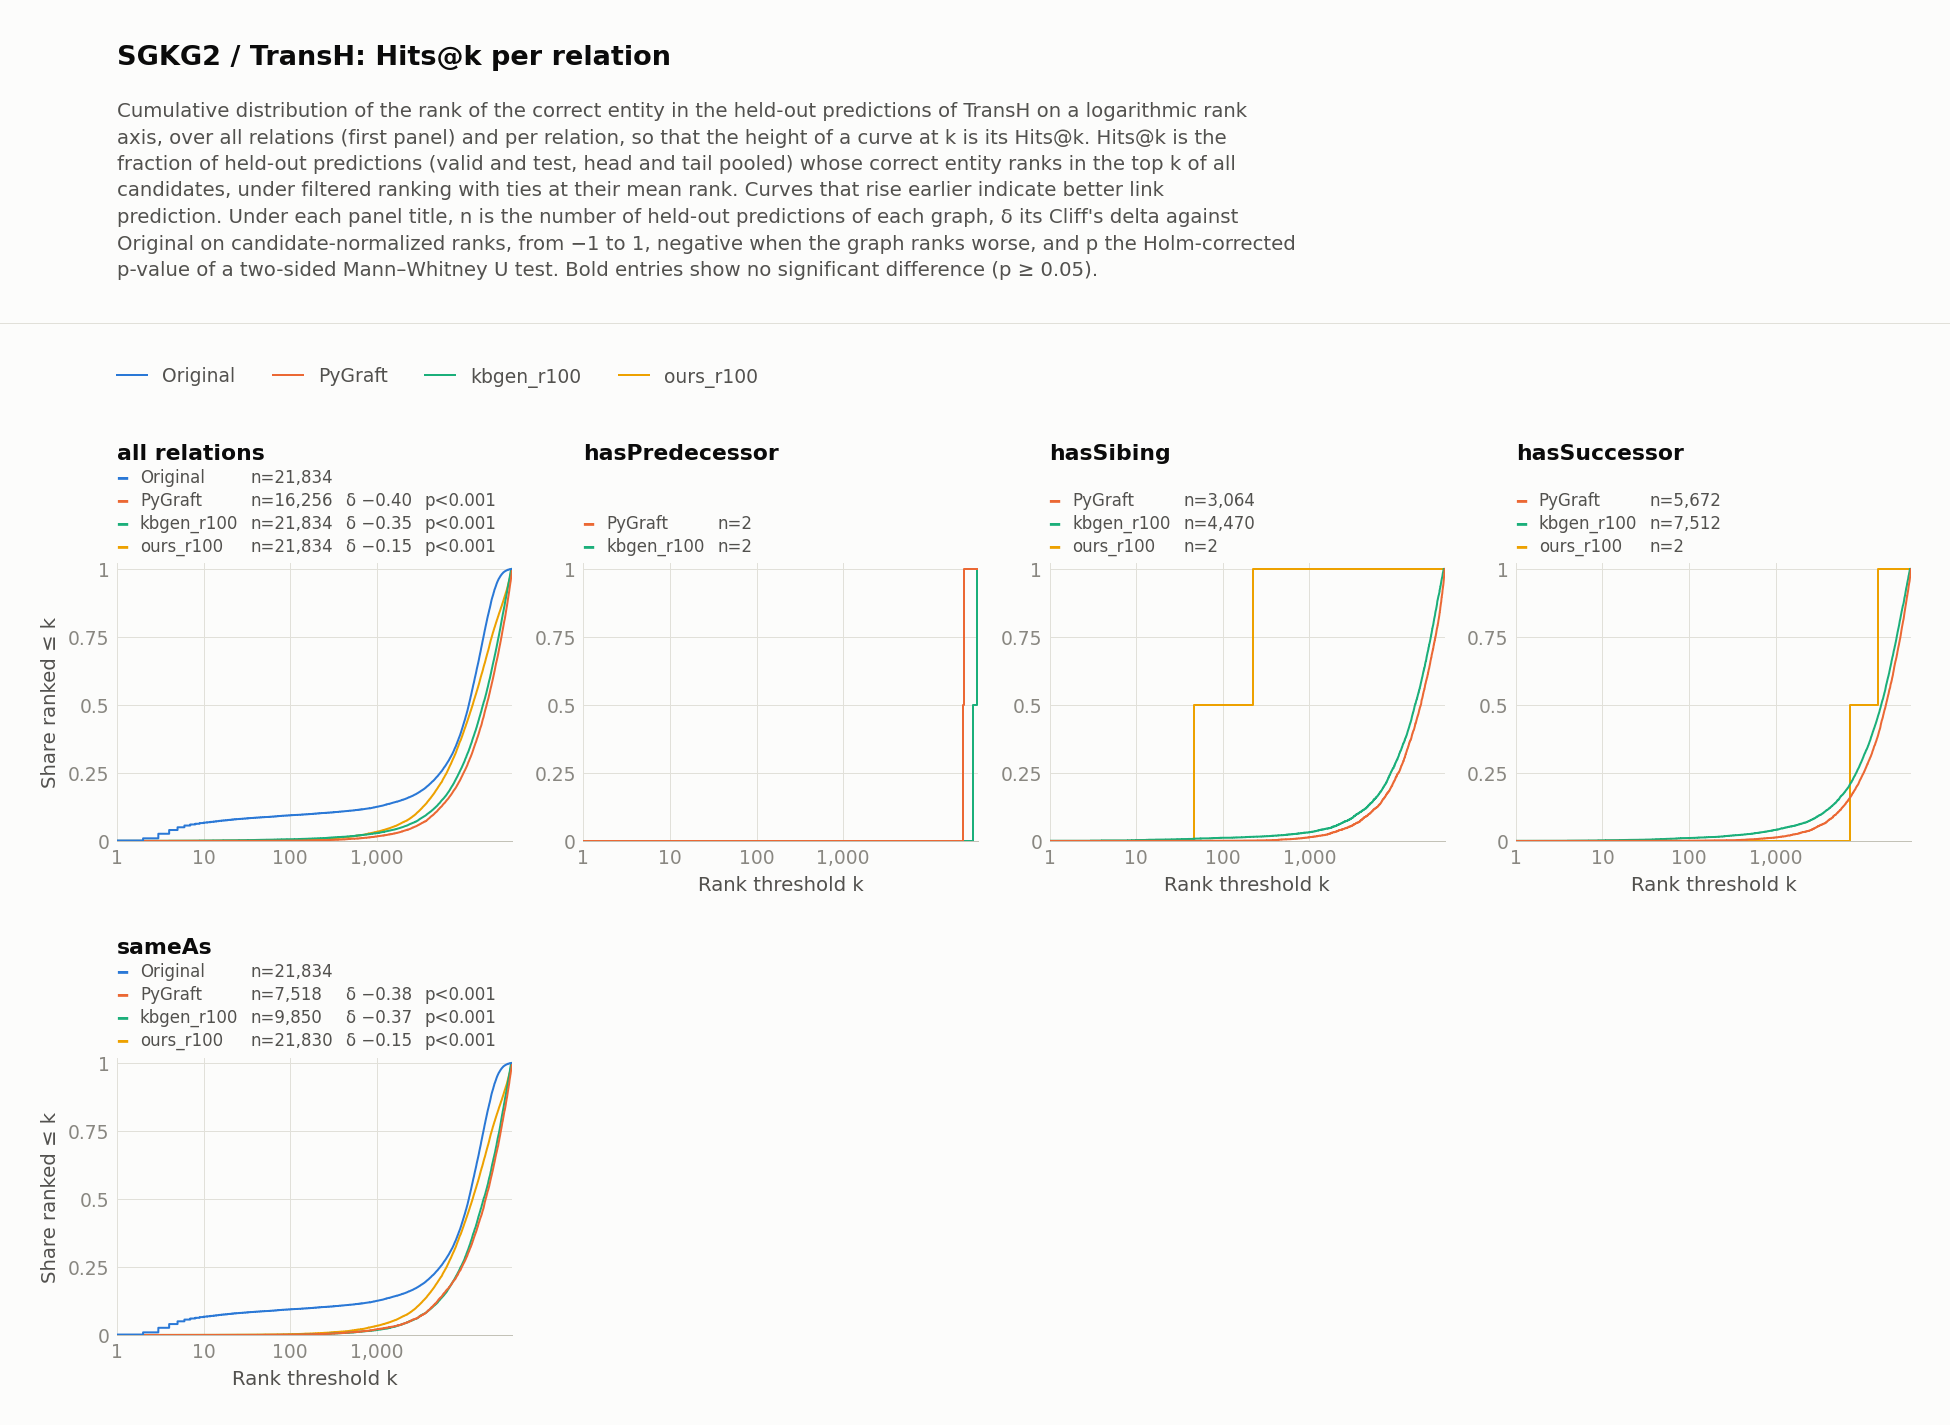 SGKG2 / TransH: Hits@k per relation
Cumulative distribution of the rank of the correct entity in the held-out predictions of TransH on a logarithmic rank
axis, over all relations (first panel) and per relation, so that the height of a curve at k is its Hits@k. Hits@k is the
fraction of held-out predictions (valid and test, head and tail pooled) whose correct entity ranks in the top k of all
candidates, under filtered ranking with ties at their mean rank. Curves that rise earlier indicate better link
prediction. Under each panel title, n is the number of held-out predictions of each graph, δ its Cliff's delta against
Original on candidate-normalized ranks, from −1 to 1, negative when the graph ranks worse, and p the Holm-corrected
p-value of a two-sided Mann–Whitney U test. Bold entries show no significant difference (p ≥ 0.05).
Original PyGraft kbgen_r100 ours_r100
all relations
Original n=21,834
PyGraft n=16,256 δ −0.40 p<0.001
kbgen_r100 n=21,834 δ −0.35 p<0.001
ours_r100 n=21,834 δ −0.15 p<0.001
1
0.75
0.5
0.25
0
Share ranked ≤ k
1 10 100 1,000
hasPredecessor
PyGraft n=2
kbgen_r100 n=2
1
0.75
0.5
0.25
0
1 10 100 1,000
Rank threshold k
hasSibing
PyGraft n=3,064
kbgen_r100 n=4,470
ours_r100 n=2
1
0.75
0.5
0.25
0
1 10 100 1,000
Rank threshold k
hasSuccessor
PyGraft n=5,672
kbgen_r100 n=7,512
ours_r100 n=2
1
0.75
0.5
0.25
0
1 10 100 1,000
Rank threshold k
sameAs
Original n=21,834
PyGraft n=7,518 δ −0.38 p<0.001
kbgen_r100 n=9,850 δ −0.37 p<0.001
ours_r100 n=21,830 δ −0.15 p<0.001
1
0.75
0.5
0.25
0
Share ranked ≤ k
1 10 100 1,000
Rank threshold k